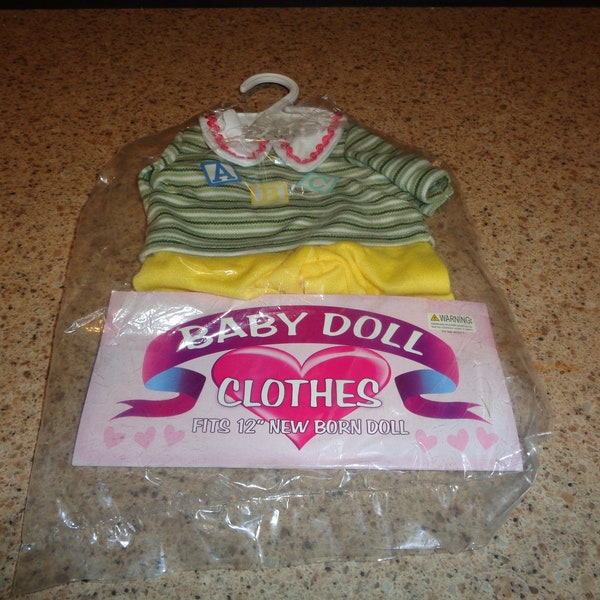 A B C
BABY DOLL
⚠WARNING:
CLOTHES
FITS 12" NEW BORN DOLL